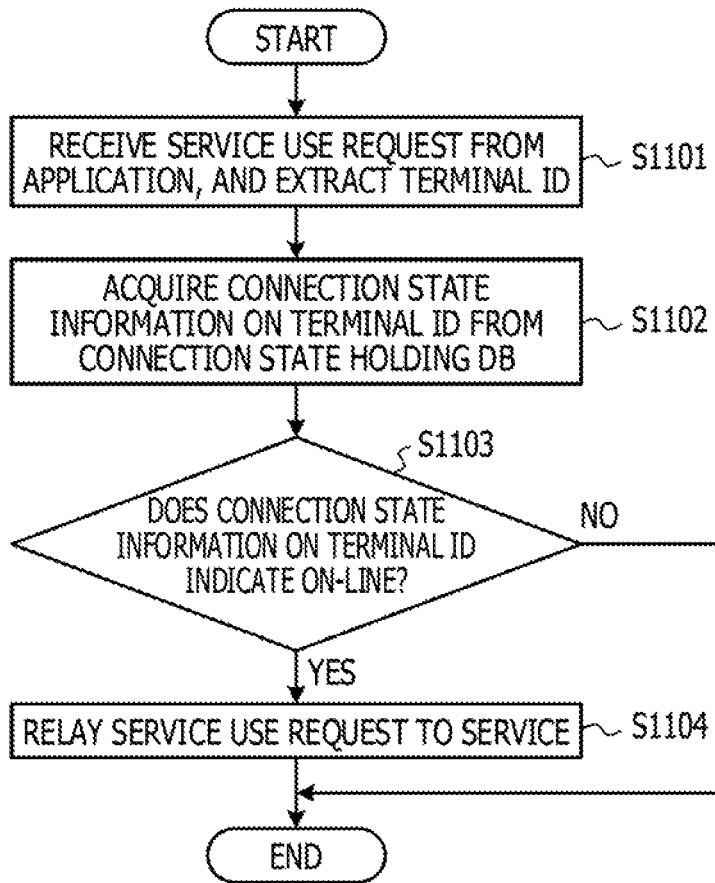 START
RECEIVE SERVICE USE REQUEST FROM
APPLICATION, AND EXTRACT TERMINAL ID
S1101
ACQUIRE CONNECTION STATE
INFORMATION ON TERMINAL ID FROM
CONNECTION STATE HOLDING DB
S1102
S1103
DOES CONNECTION STATE
INFORMATION ON TERMINAL ID
INDICATE ON-LINE?
NO
YES
RELAY SERVICE USE REQUEST TO SERVICE
S1104
END